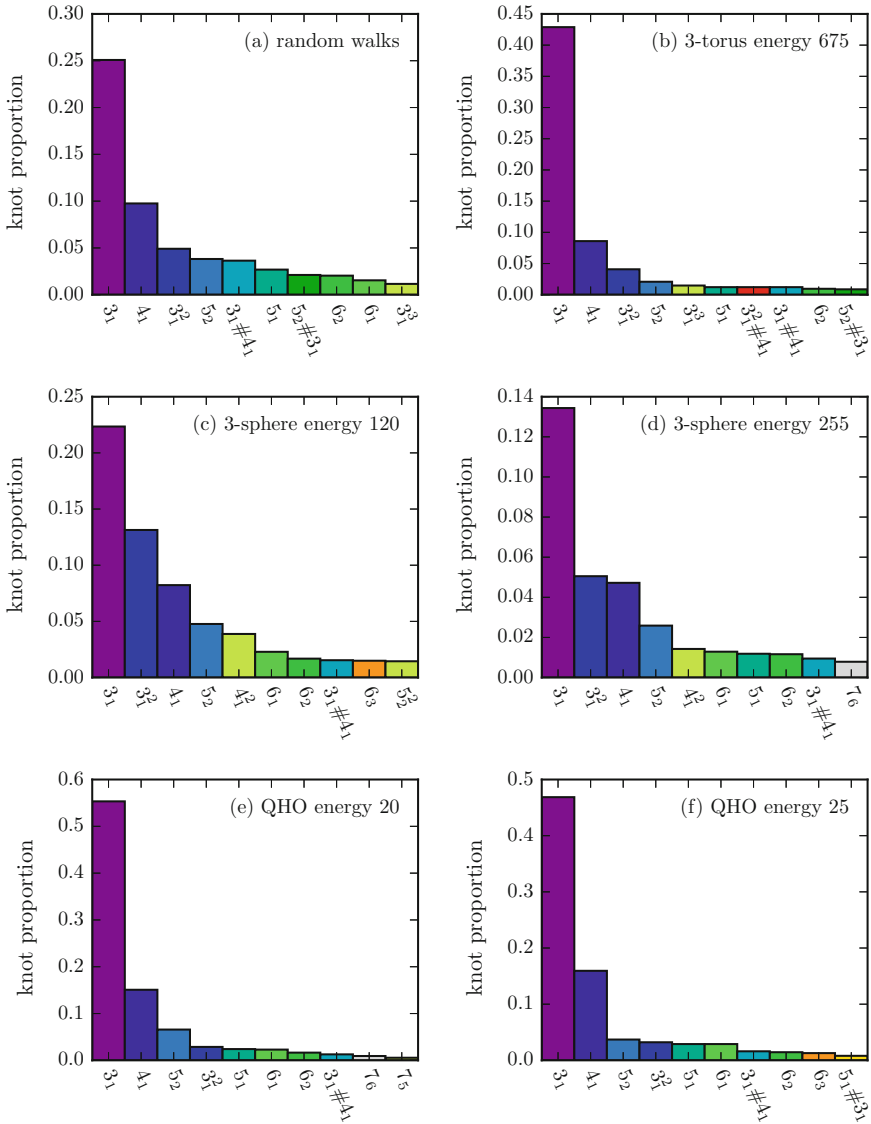 (a) random walks
knot proportion
0.30
0.25
0.20
0.15
0.10
0.05
0.00
3₁ 4₁ 3₁² 5₂ 3₁#4₁ 5₁ 5₂#3₁ 6₂ 6₁ 3₁³
(b) 3-torus energy 675
knot proportion
0.45
0.40
0.35
0.30
0.25
0.20
0.15
0.10
0.05
0.00
3₁ 4₁ 3₁² 5₂ 3₁³ 5₁ 3₁²#4₁ 3₁#4₁ 6₂ 5₂#3₁
(c) 3-sphere energy 120
knot proportion
0.25
0.20
0.15
0.10
0.05
0.00
3₁ 3₁² 4₁ 5₂ 4₁² 6₁ 6₂ 3₁#4₁ 6₃ 5₂²
(d) 3-sphere energy 255
knot proportion
0.14
0.12
0.10
0.08
0.06
0.04
0.02
0.00
3₁ 3₁² 4₁ 5₂ 4₁² 6₁ 5₁ 6₂ 3₁#4₁ 7₆
(e) QHO energy 20
knot proportion
0.6
0.5
0.4
0.3
0.2
0.1
0.0
3₁ 4₁ 5₂ 3₁² 5₁ 6₁ 6₂ 3₁#4₁ 7₆ 7₅
(f) QHO energy 25
knot proportion
0.5
0.4
0.3
0.2
0.1
0.0
3₁ 4₁ 5₂ 3₁² 5₁ 6₁ 3₁#4₁ 6₂ 6₃ 5₁#3₁